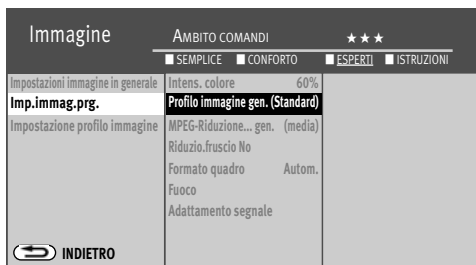 Immagine
AMBITO COMANDI ★★★
SEMPLICE CONFORTO ESPERTI ISTRUZIONI
Impostazioni immagine in generale
Imp.immag.prg.
Impostazione profilo immagine
Intens. colore 60%
Profilo immagine gen. (Standard)
MPEG-Riduzione... gen. (media)
Riduzio.fruscio No
Formato quadro Autom.
Fuoco
Adattamento segnale
INDIETRO